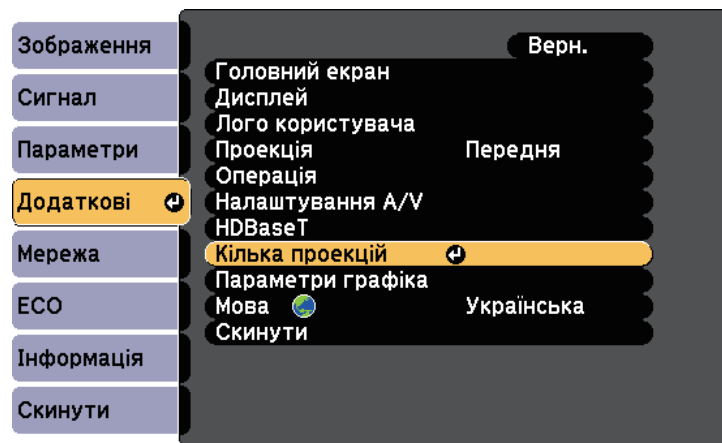 Зображення
Сигнал
Параметри
Додаткові
Мережа
ECO
Інформація
Скинути
Верн.
Головний екран
Дисплей
Лого користувача
Проекція Передня
Операція
Налаштування A/V
HDBaseT
Кілька проекцій
Параметри графіка
Мова Українська
Скинути